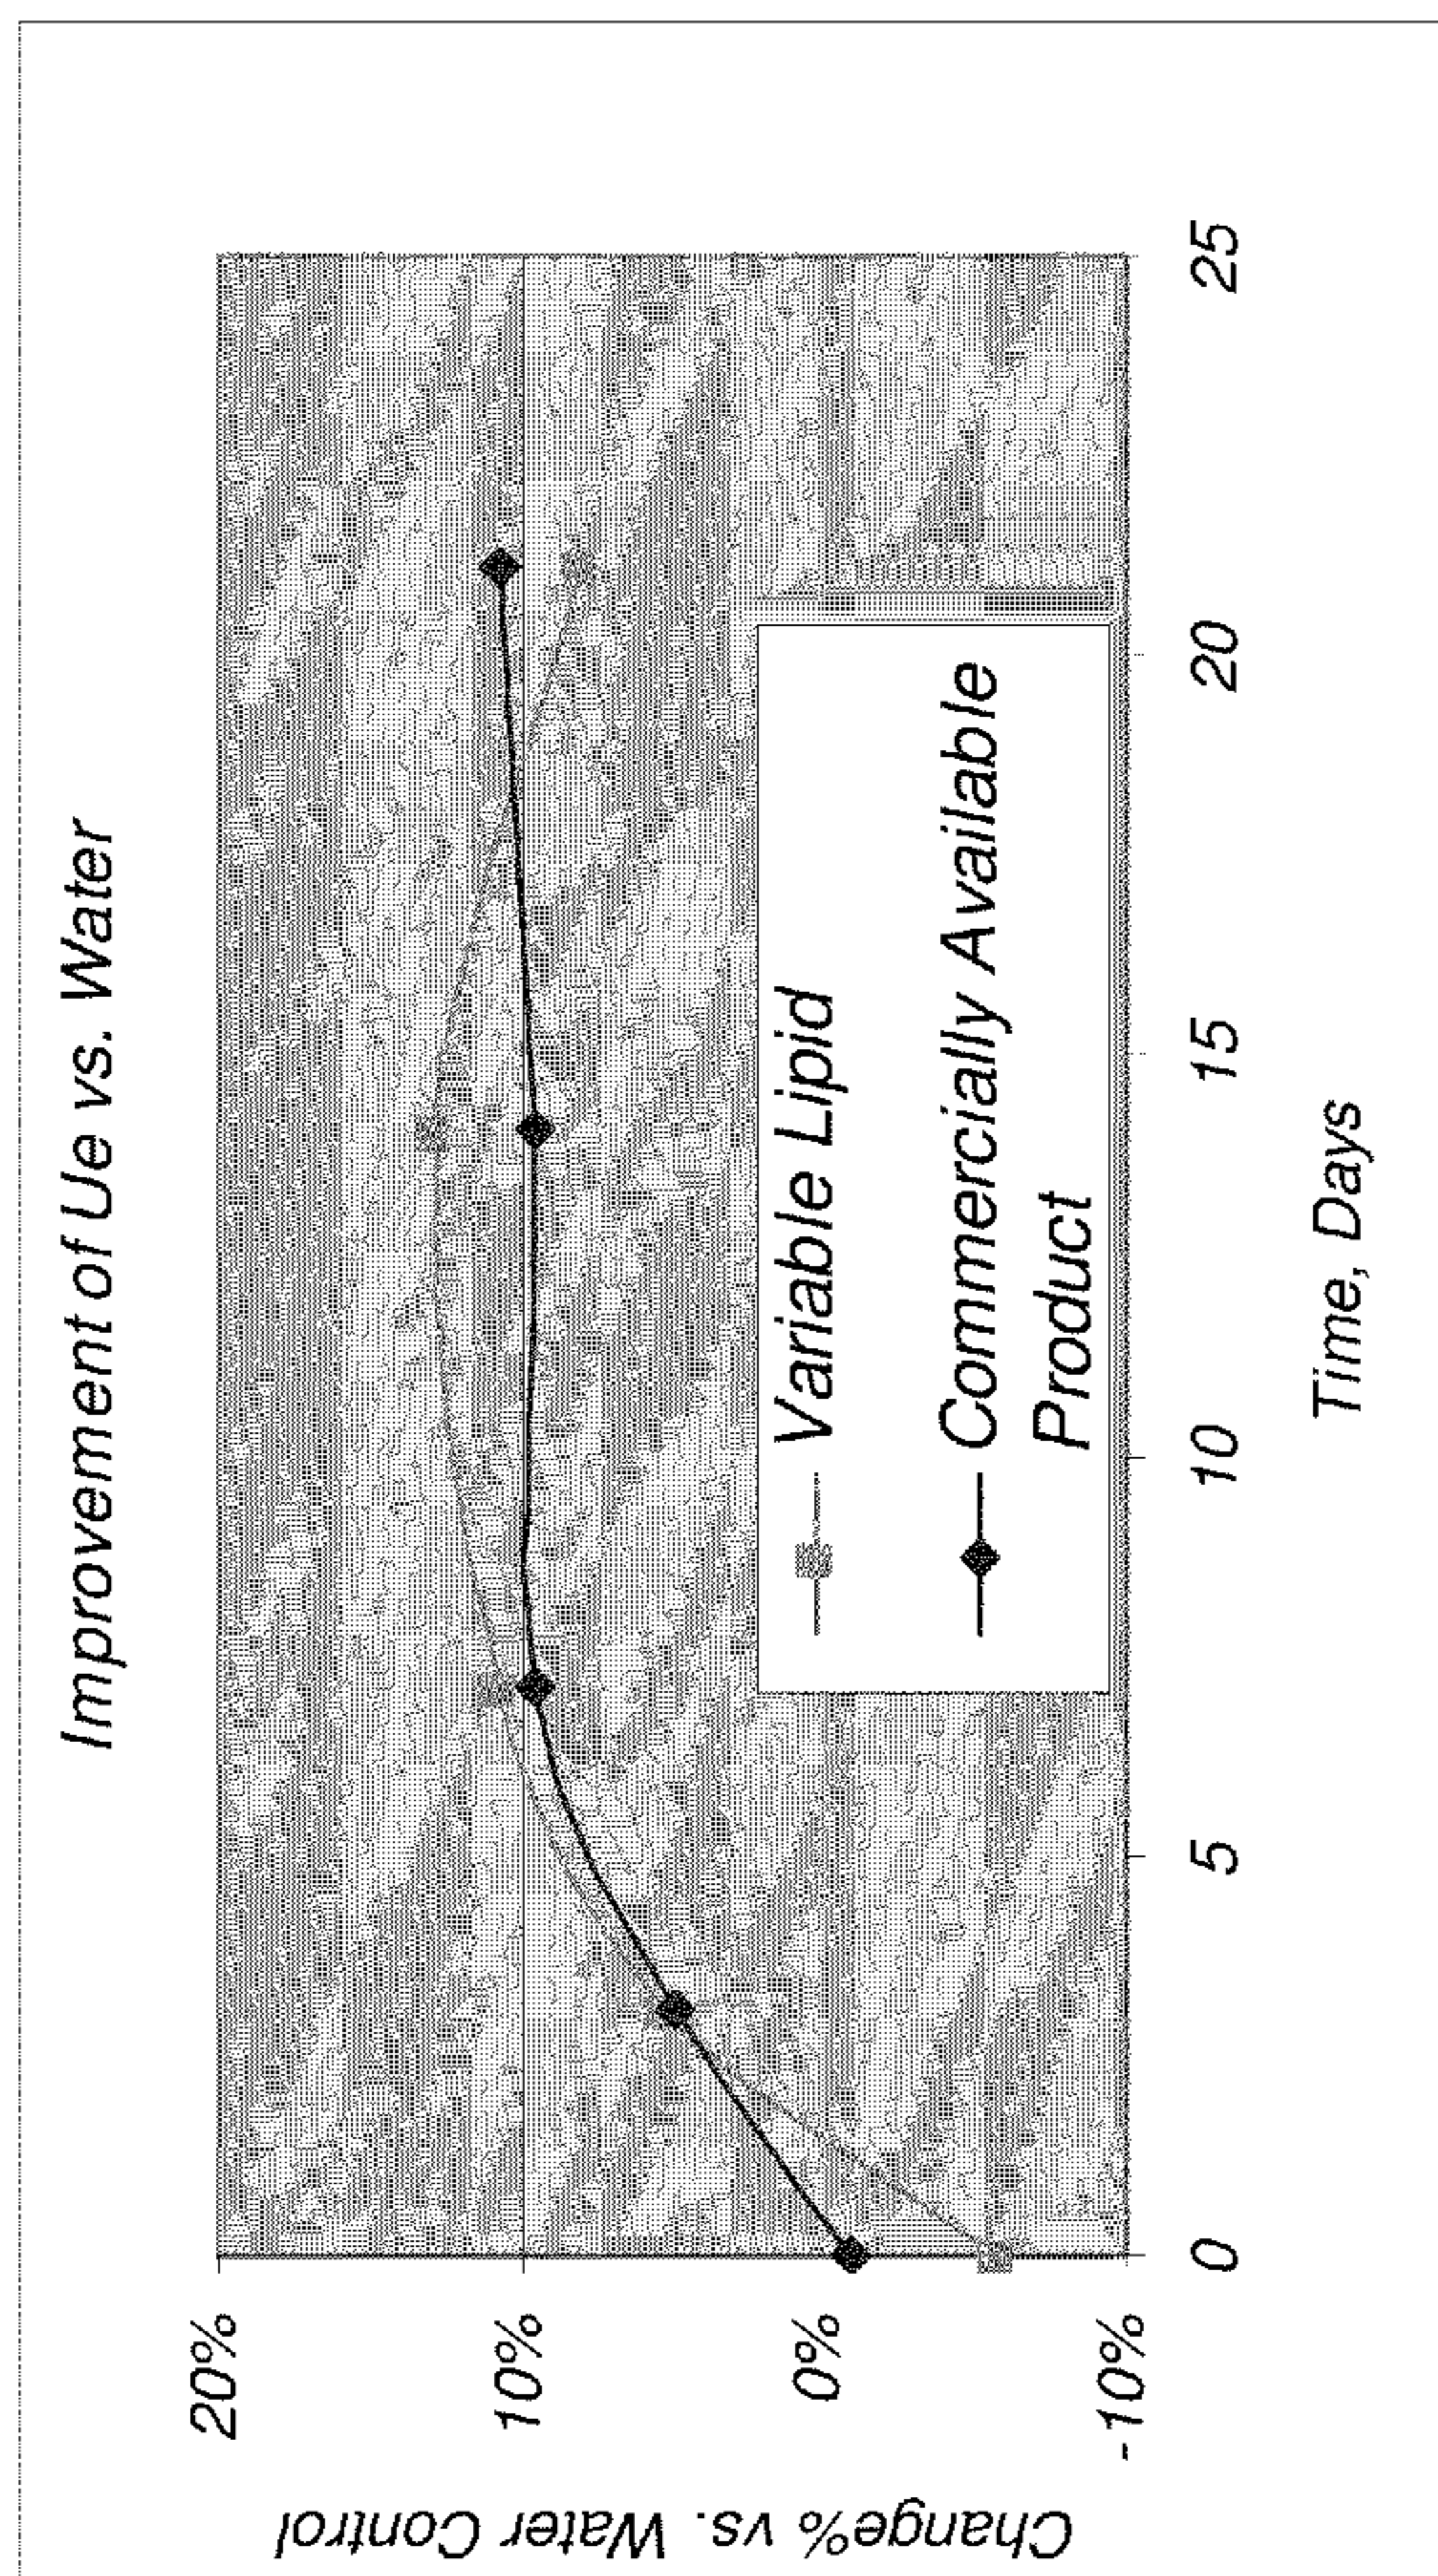 Improvement of Ue vs. Water
Change% vs. Water Control
20%
10%
0%
-10%
Variable Lipid
Commercially Available
Product
0 5 10 15 20 25
Time, Days